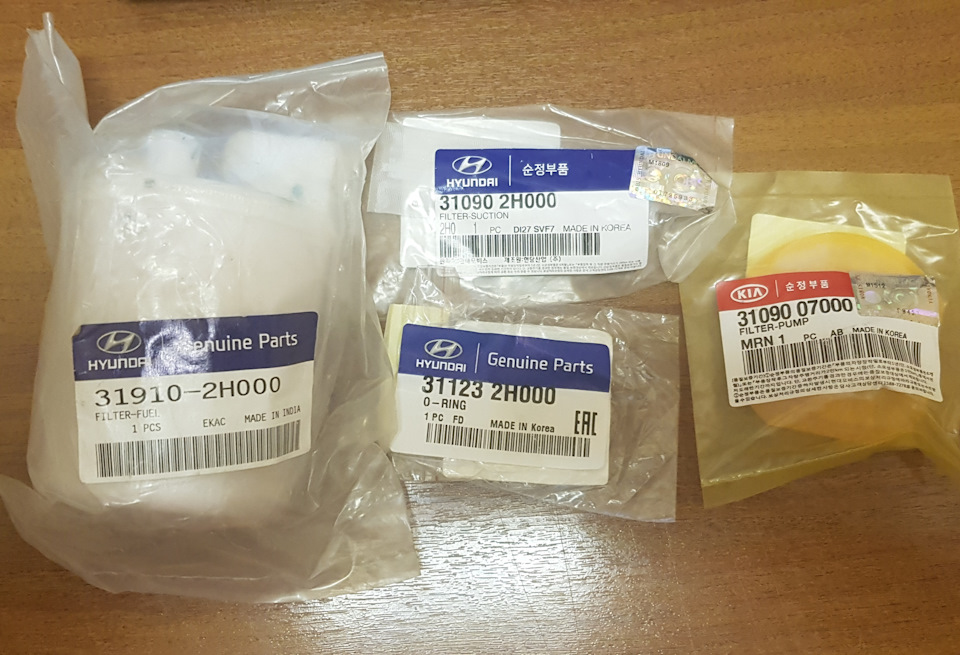 HYUNDAI
Genuine Parts
31910-2H000
FILTER-FUEL
1 PCS EKAC MADE IN INDIA
HYUNDAI
순정부품
M1609
31090 2H000
FILTER-SUCTION
2H0 1 PC DI27 SVF7 MADE IN KOREA
HYUNDAI
Genuine Parts
31123 2H000
O-RING
1 PC FD MADE IN Korea
EAC
KIA
순정부품
M1512
31090 07000
FILTER-PUMP
MRN 1 PC AB MADE IN KOREA